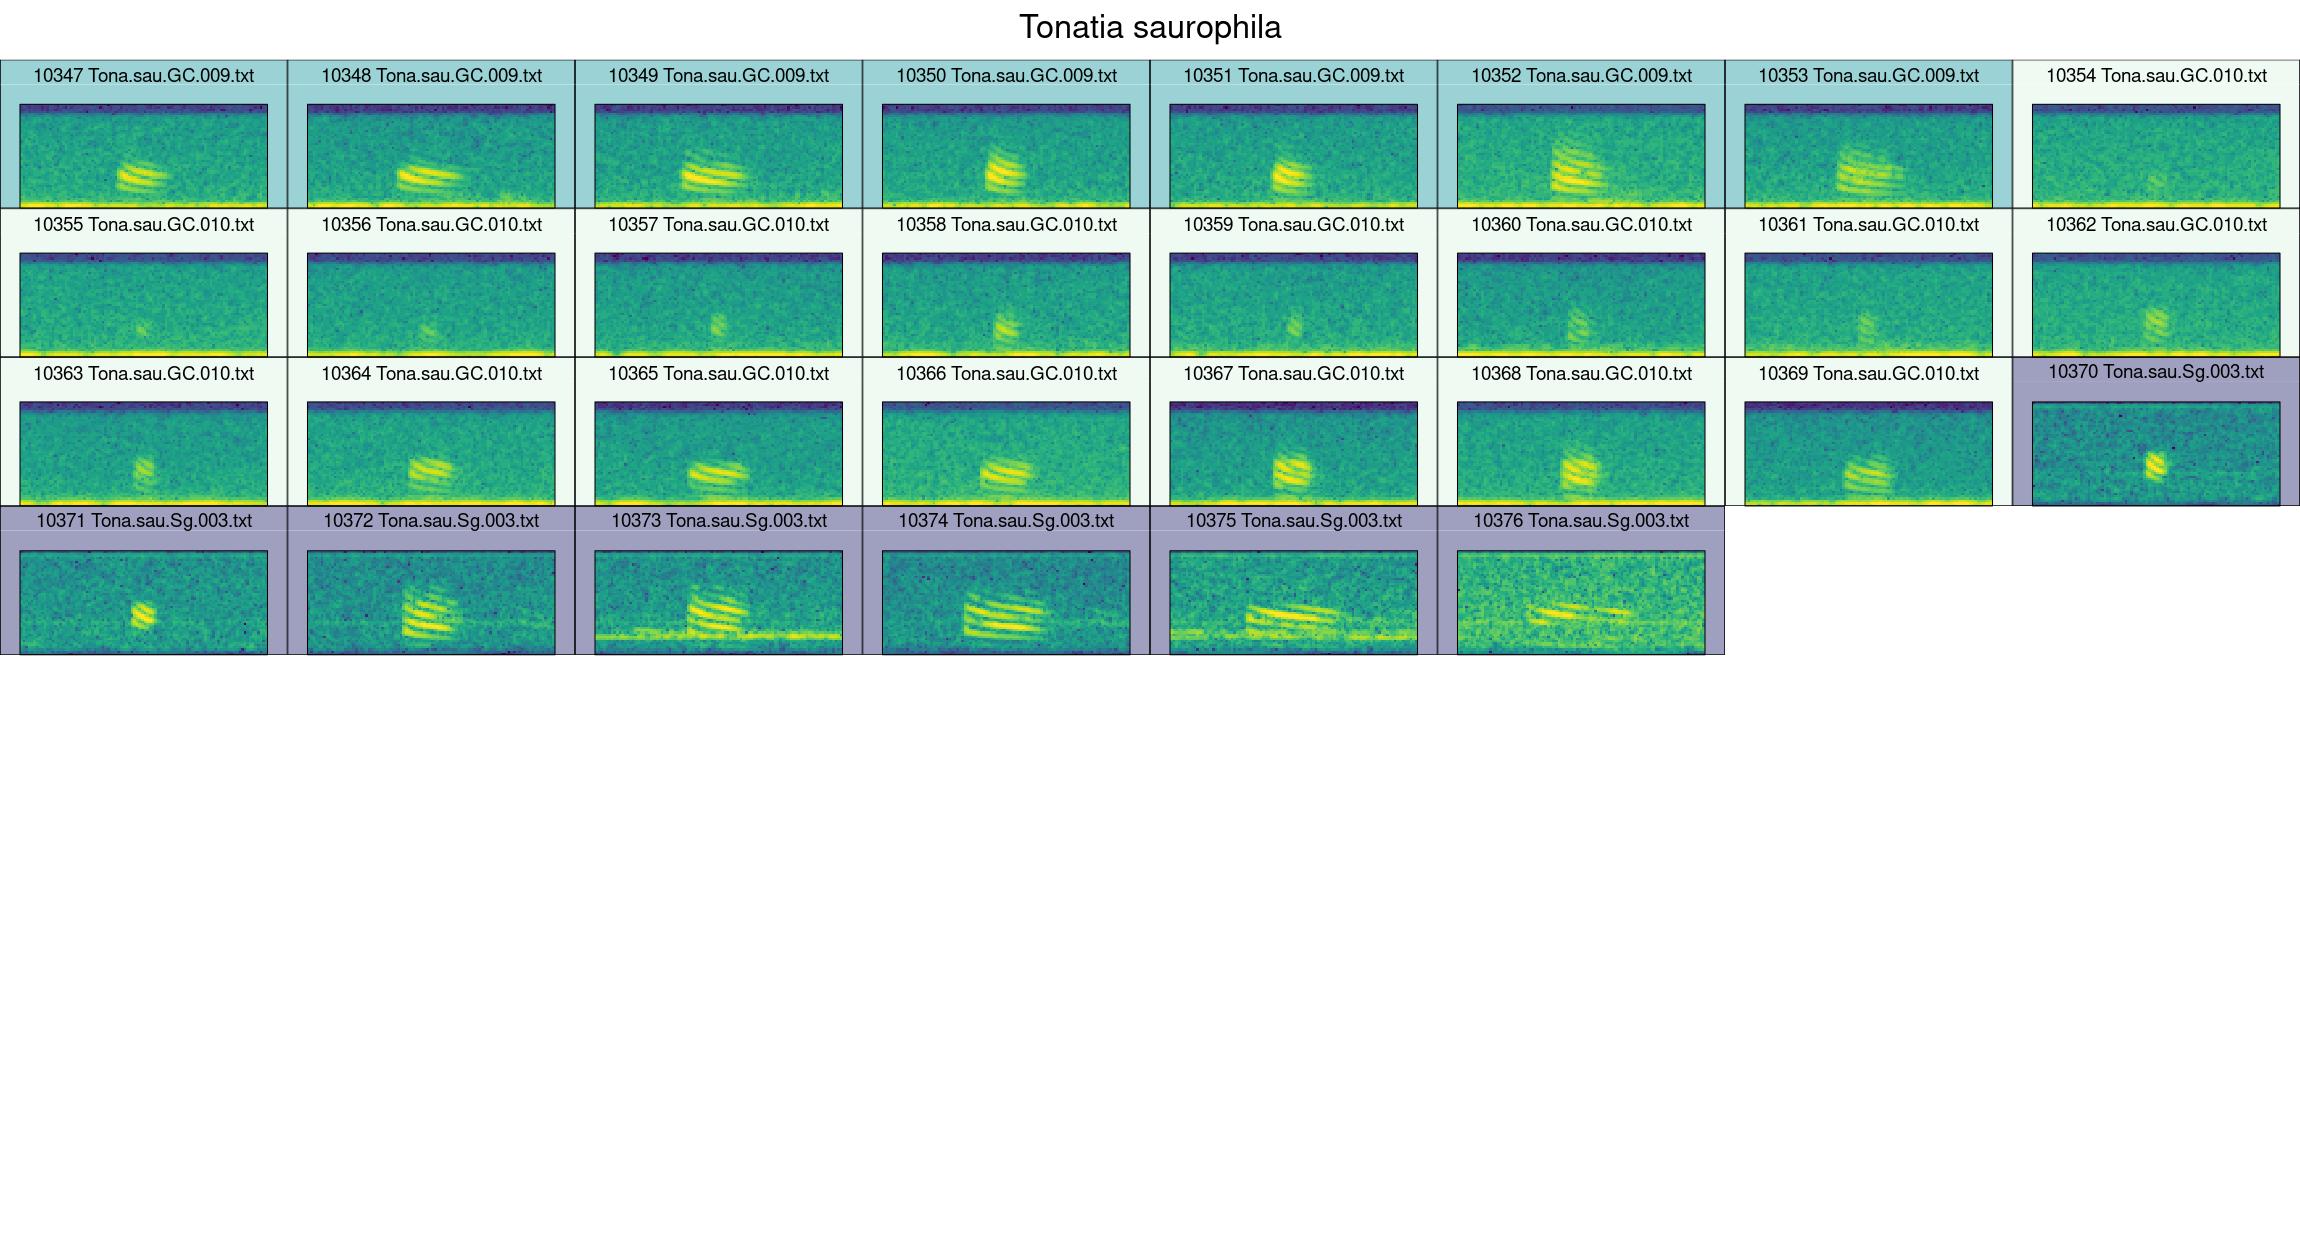 Tonatia saurophila
10347 Tona.sau.GC.009.txt
10348 Tona.sau.GC.009.txt
10349 Tona.sau.GC.009.txt
10350 Tona.sau.GC.009.txt
10351 Tona.sau.GC.009.txt
10352 Tona.sau.GC.009.txt
10353 Tona.sau.GC.009.txt
10354 Tona.sau.GC.010.txt
10355 Tona.sau.GC.010.txt
10356 Tona.sau.GC.010.txt
10357 Tona.sau.GC.010.txt
10358 Tona.sau.GC.010.txt
10359 Tona.sau.GC.010.txt
10360 Tona.sau.GC.010.txt
10361 Tona.sau.GC.010.txt
10362 Tona.sau.GC.010.txt
10363 Tona.sau.GC.010.txt
10364 Tona.sau.GC.010.txt
10365 Tona.sau.GC.010.txt
10366 Tona.sau.GC.010.txt
10367 Tona.sau.GC.010.txt
10368 Tona.sau.GC.010.txt
10369 Tona.sau.GC.010.txt
10370 Tona.sau.Sg.003.txt
10371 Tona.sau.Sg.003.txt
10372 Tona.sau.Sg.003.txt
10373 Tona.sau.Sg.003.txt
10374 Tona.sau.Sg.003.txt
10375 Tona.sau.Sg.003.txt
10376 Tona.sau.Sg.003.txt